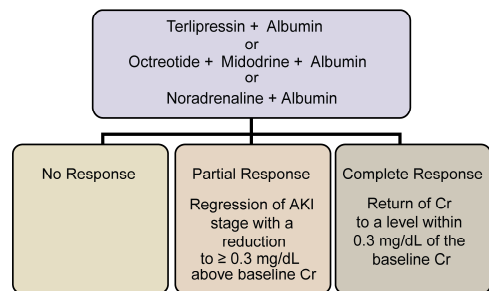 Terlipressin + Albumin
or
Octreotide + Midodrine + Albumin
or
Noradrenaline + Albumin
No Response
Partial Response
Regression of AKI
stage with a
reduction
to ≥ 0.3 mg/dL
above baseline Cr
Complete Response
Return of Cr
to a level within
0.3 mg/dL of the
baseline Cr